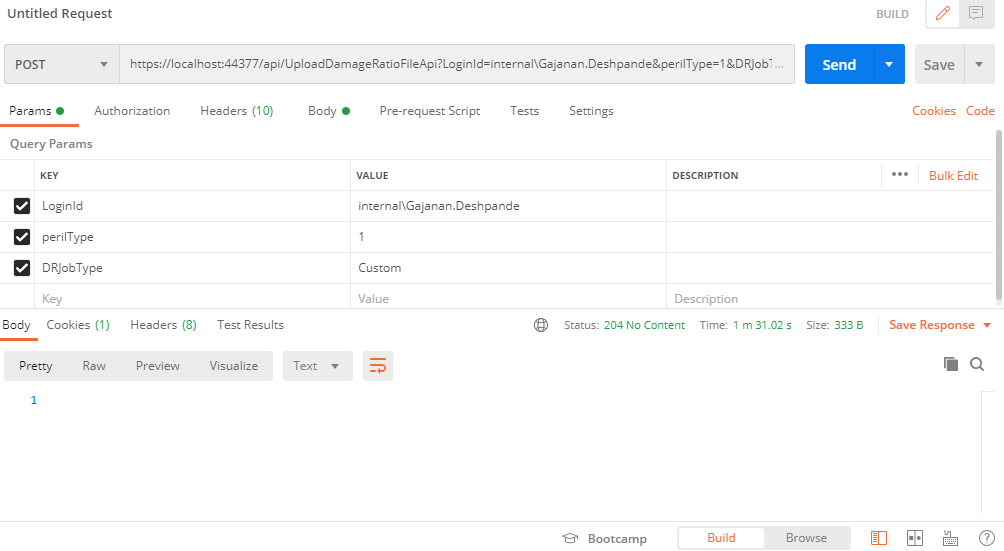 Untitled Request BUILD
POST https://localhost:44377/api/UploadDamageRatioFileApi?LoginId=internal\Gajanan.Deshpande&perilType=1&DRJobT... Send Save
Params Authorization Headers (10) Body Pre-request Script Tests Settings Cookies Code
Query Params
KEY VALUE DESCRIPTION ••• Bulk Edit
LoginId internal\Gajanan.Deshpande
perilType 1
DRJobType Custom
Key Value Description
Body Cookies (1) Headers (8) Test Results Status: 204 No Content Time: 1 m 31.02 s Size: 333 B Save Response
Pretty Raw Preview Visualize Text
1
Bootcamp Build Browse ?